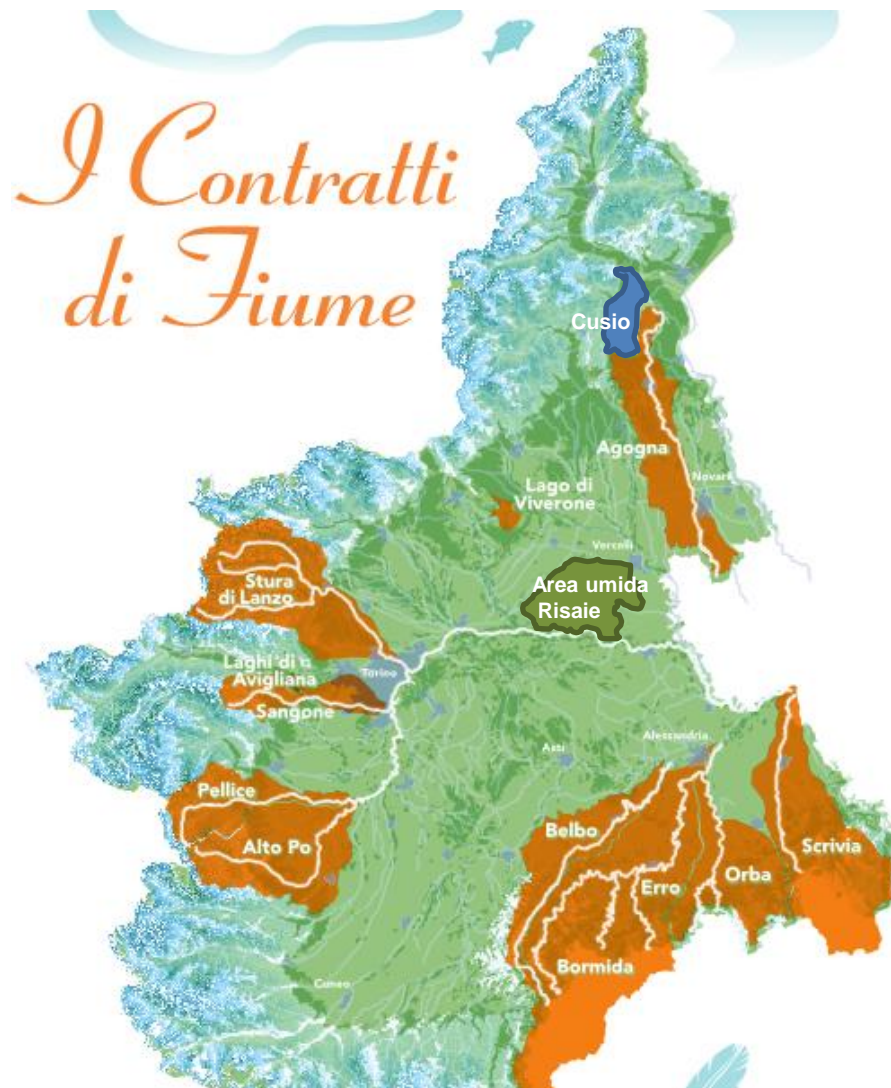 I Contratti
di Fiume
Cusio
Agogna
Novara
Lago di
Viverone
Vercelli
Area umida
Risaie
Stura
di Lanzo
Laghi di
Avigliana
Torino
Sangone
Asti
Alessandria
Pellice
Alto Po
Belbo
Erro
Orba
Scrivia
Bormida
Cuneo